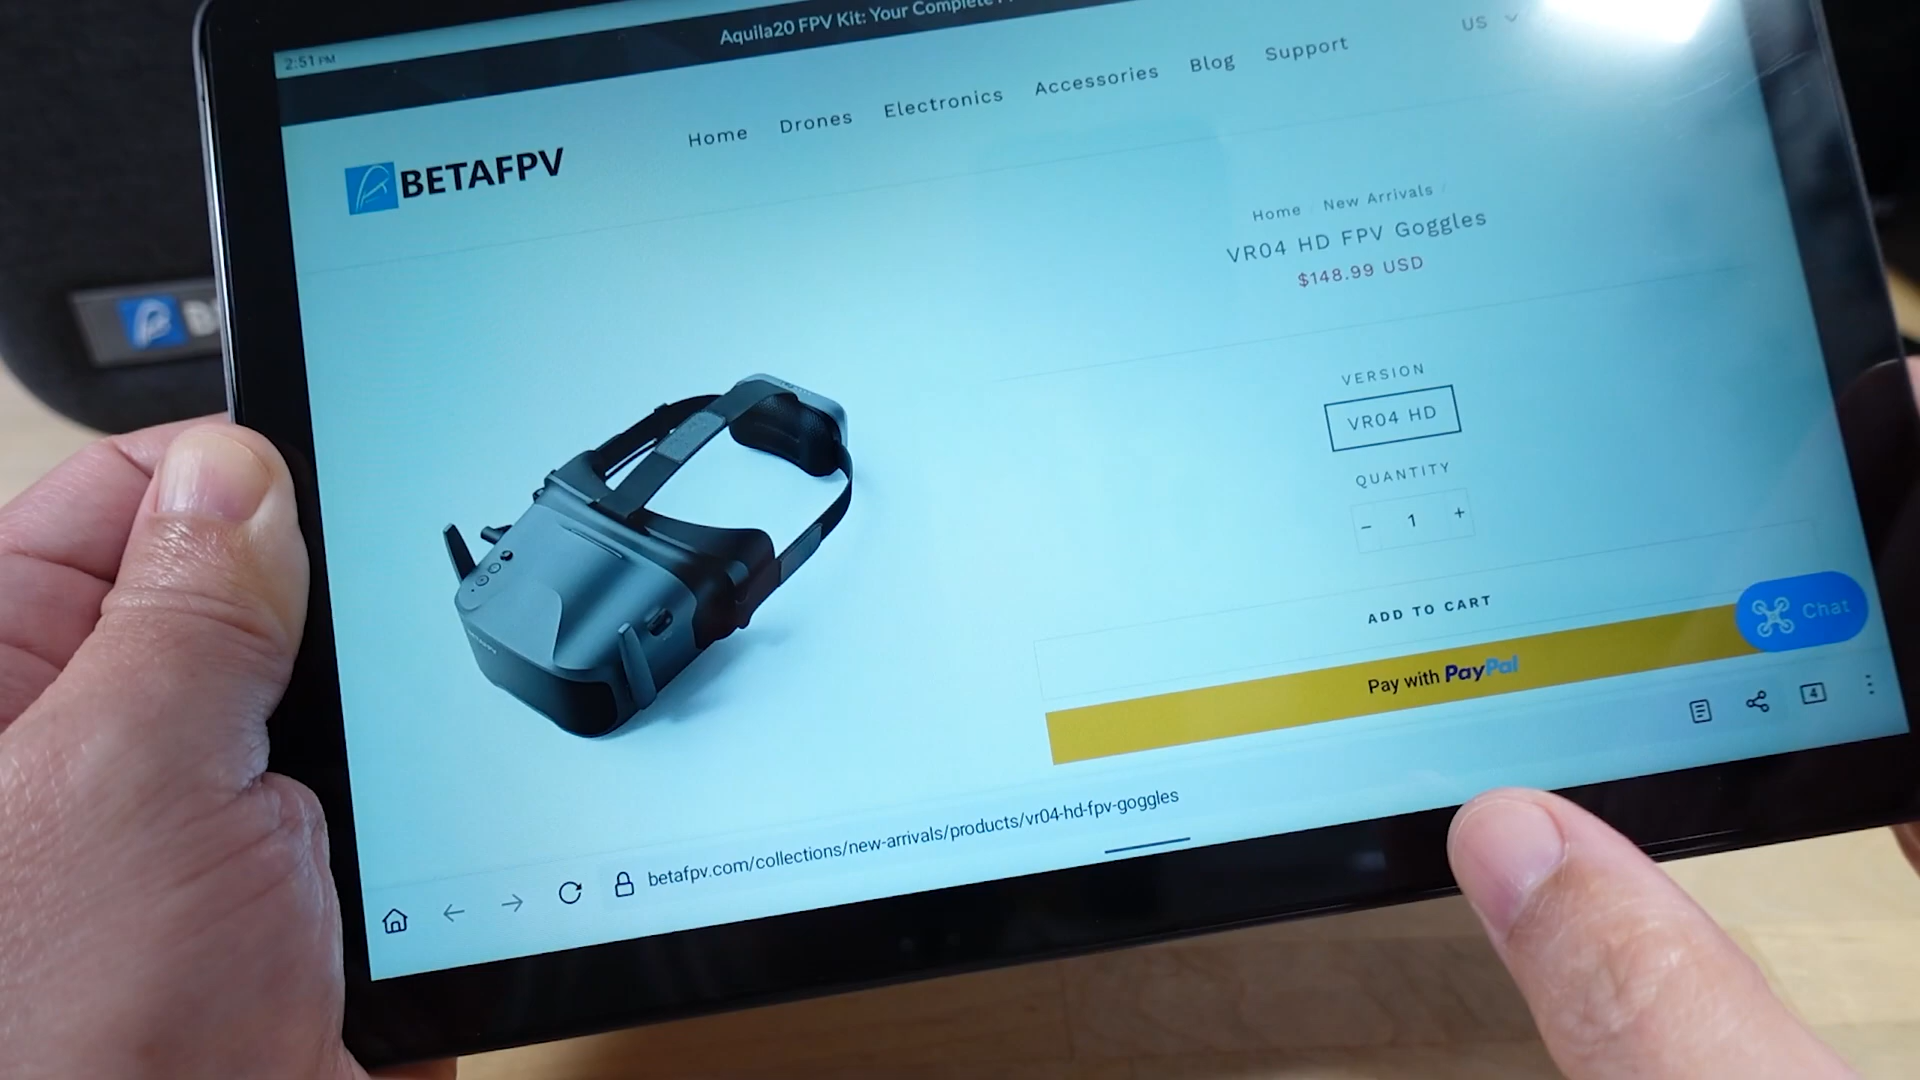 2:51 PM
Aquila20 FPV Kit: Your Complete
BETAFPV
Home Drones Electronics Accessories Blog Support
US
Home New Arrivals /
VR04 HD FPV Goggles
$148.99 USD
VERSION
VR04 HD
QUANTITY
− 1 +
ADD TO CART
Pay with PayPal
Chat
BETAFPV
4
betafpv.com/collections/new-arrivals/products/vr04-hd-fpv-goggles